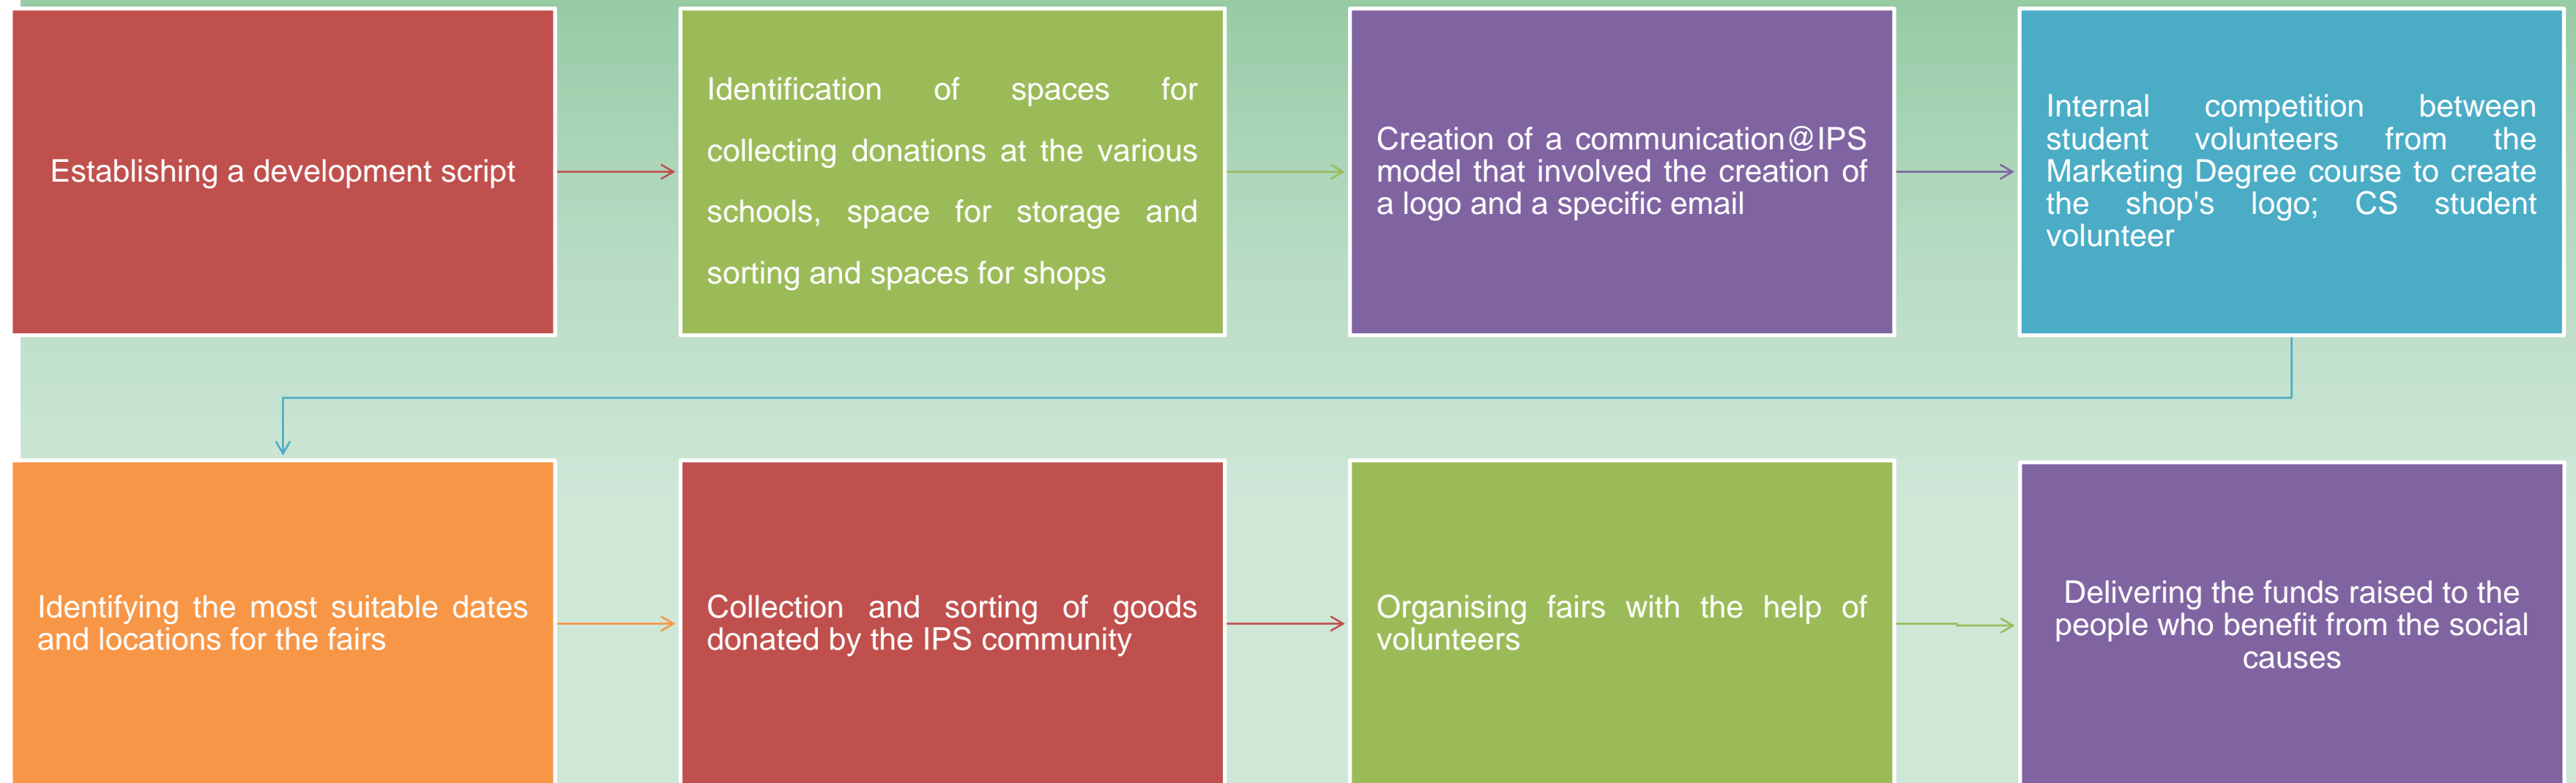 Establishing a development script
Identification of spaces for
collecting donations at the various
schools, space for storage and
sorting and spaces for shops
Creation of a communication@IPS
model that involved the creation of
a logo and a specific email
Internal competition between
student volunteers from the
Marketing Degree course to create
the shop's logo; CS student
volunteer
Identifying the most suitable dates
and locations for the fairs
Collection and sorting of goods
donated by the IPS community
Organising fairs with the help of
volunteers
Delivering the funds raised to the
people who benefit from the social
causes